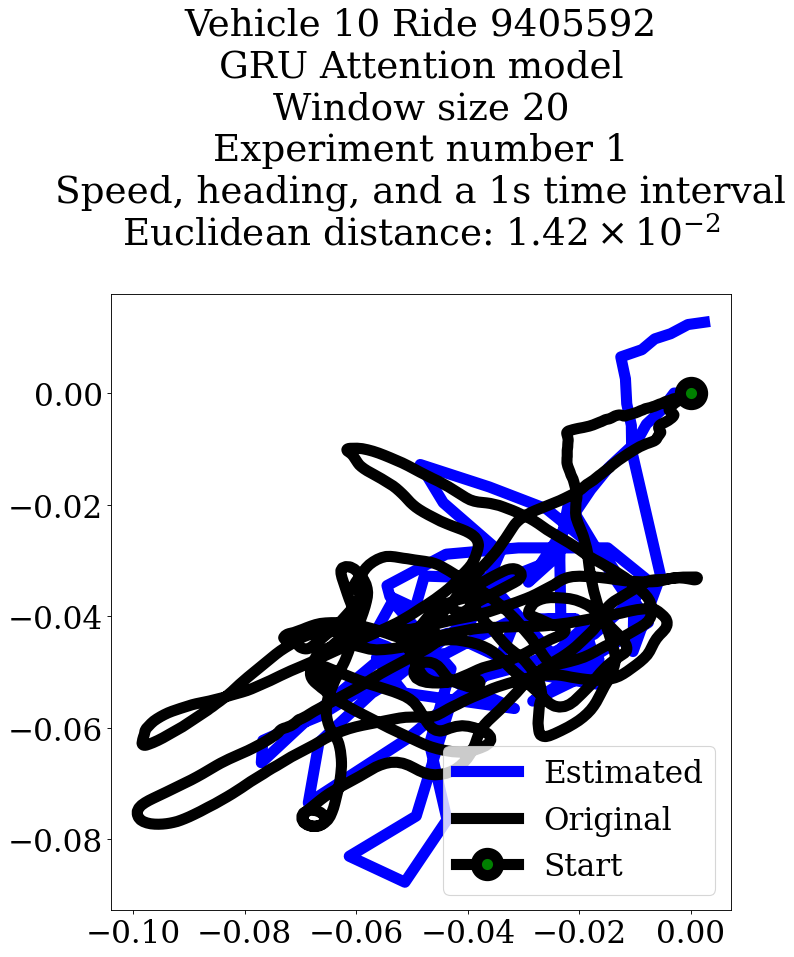 Vehicle 10 Ride 9405592
GRU Attention model
Window size 20
Experiment number 1
Speed, heading, and a 1s time interval
Euclidean distance: 1.42 × 10⁻²
0.00
−0.02
−0.04
−0.06
−0.08
Estimated
Original
Start
−0.10 −0.08 −0.06 −0.04 −0.02 0.00